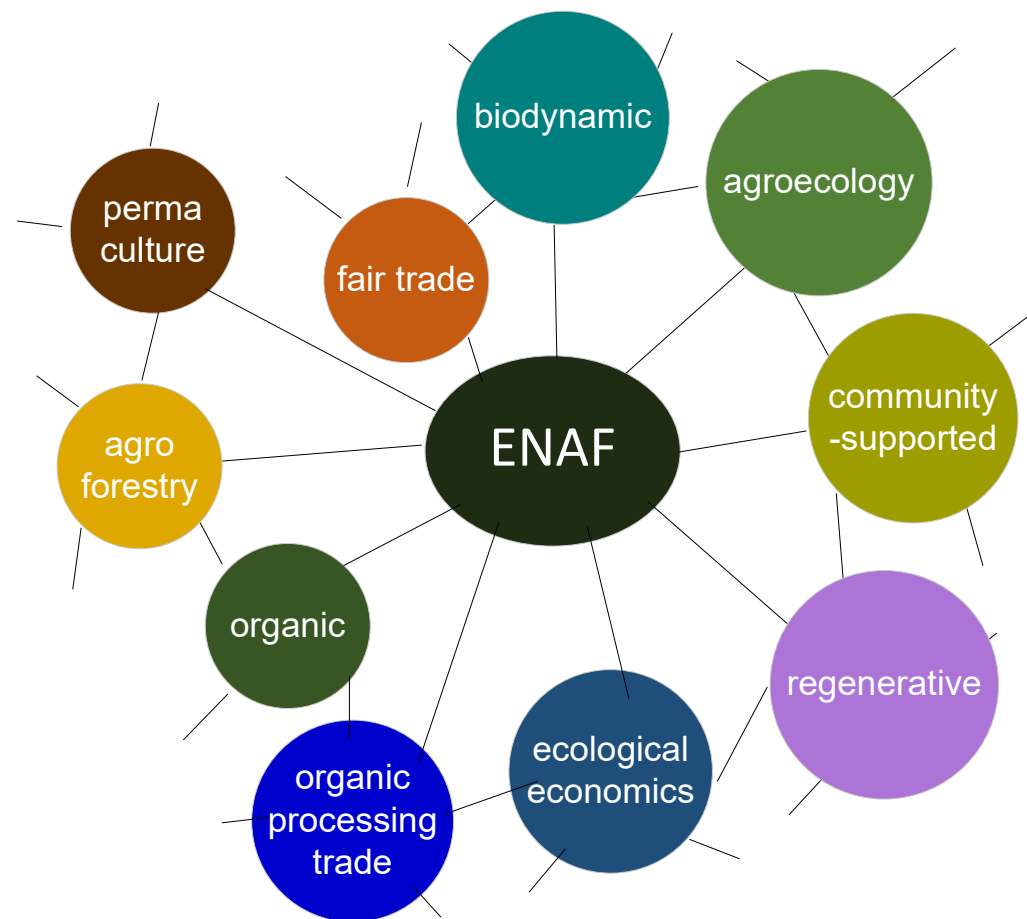 biodynamic
agroecology
perma
culture
fair trade
community
-supported
ENAF
agro
forestry
organic
regenerative
ecological
economics
organic
processing
trade